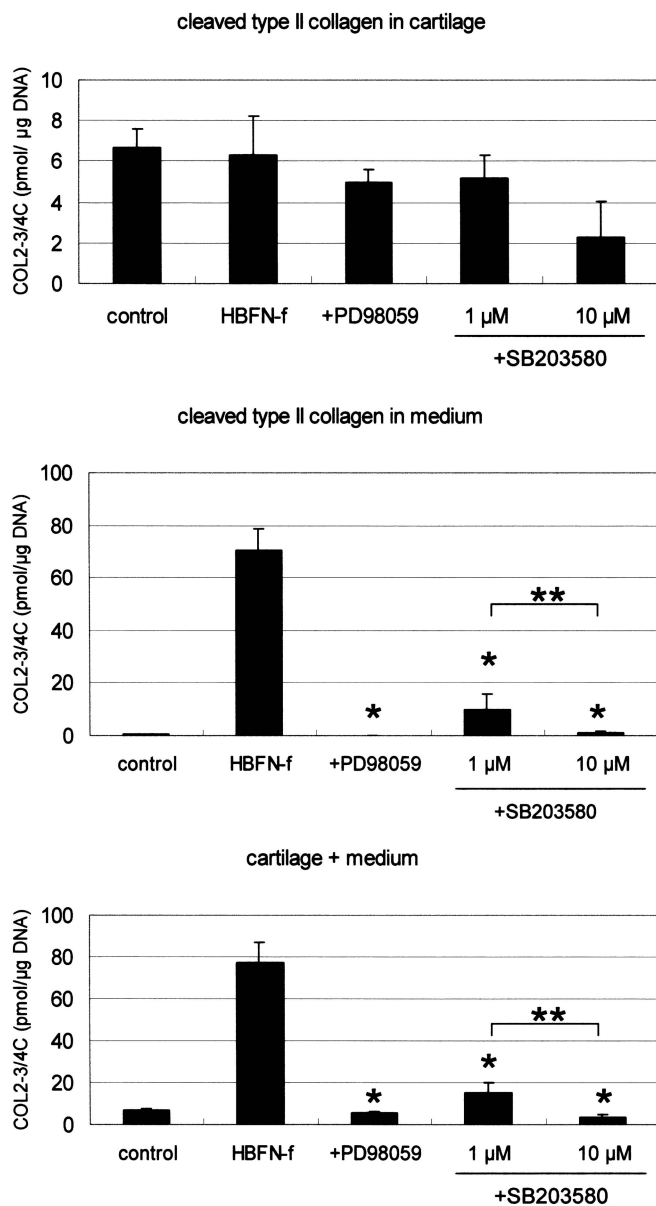 cleaved type II collagen in cartilage
COL2-3/4C (pmol/ µg DNA)
10
8
6
4
2
0
control HBFN-f +PD98059 1 µM 10 µM
+SB203580
cleaved type II collagen in medium
COL2-3/4C (pmol/µg DNA)
100
80
60
40
20
0
**
*
* *
control HBFN-f +PD98059 1 µM 10 µM
+SB203580
cartilage + medium
COL2-3/4C (pmol/µg DNA)
100
80
60
40
20
0
**
*
* *
control HBFN-f +PD98059 1 µM 10 µM
+SB203580